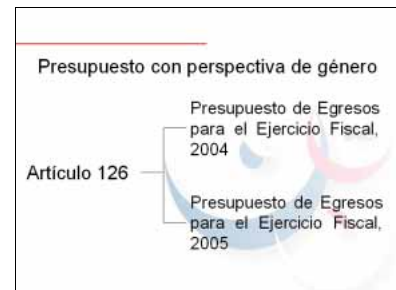 Presupuesto con perspectiva de género
Presupuesto de Egresos
para el Ejercicio Fiscal,
2004
Artículo 126
Presupuesto de Egresos
para el Ejercicio Fiscal,
2005